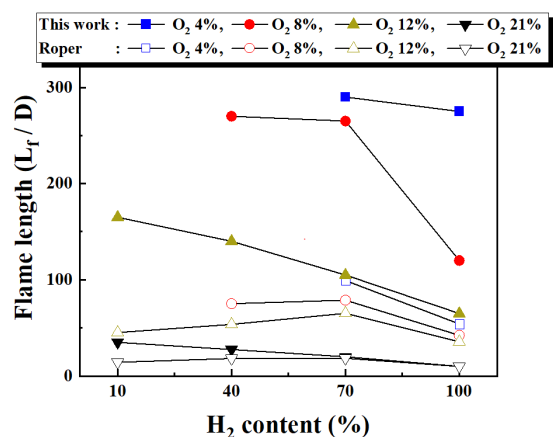 This work : O₂ 4%, O₂ 8%, O₂ 12%, O₂ 21%
Roper : O₂ 4%, O₂ 8%, O₂ 12%, O₂ 21%
300
200
100
0
Flame length (L_f / D)
10 40 70 100
H₂ content (%)